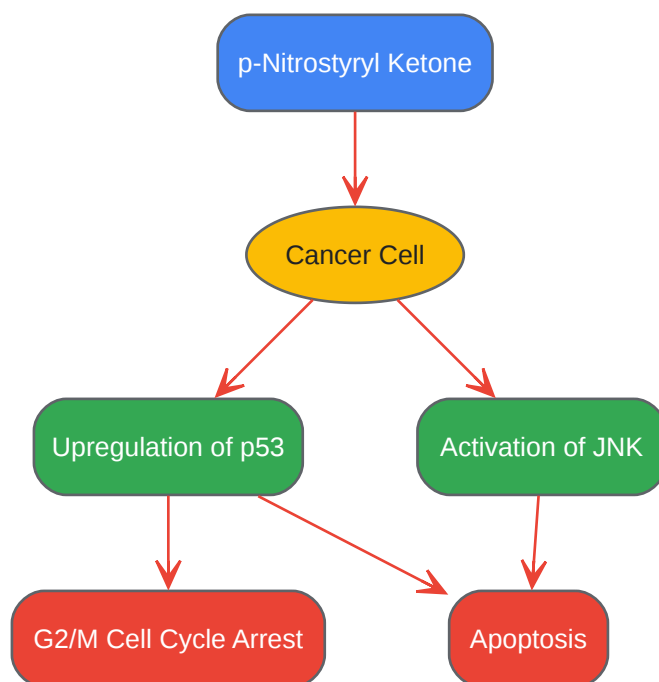 p-Nitrostyryl Ketone
Cancer Cell
Upregulation of p53
Activation of JNK
G2/M Cell Cycle Arrest
Apoptosis